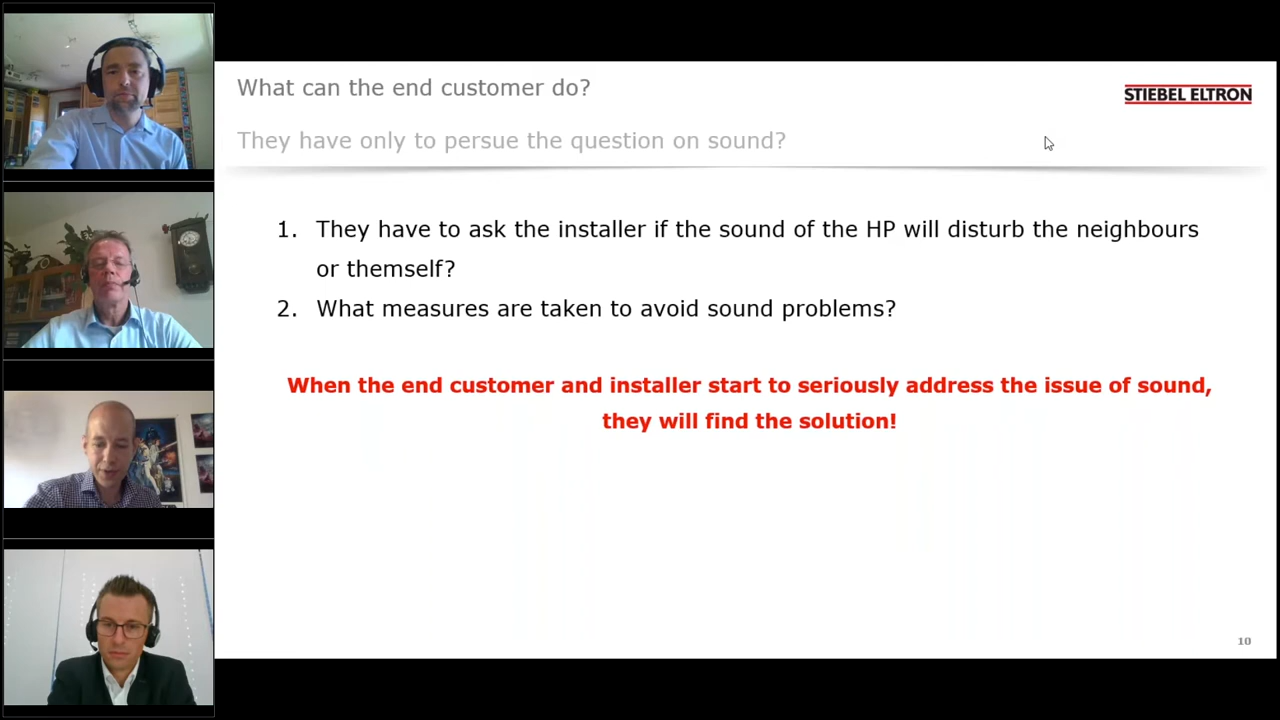 What can the end customer do?
STIEBEL ELTRON
They have only to persue the question on sound?
1. They have to ask the installer if the sound of the HP will disturb the neighbours
or themself?
2. What measures are taken to avoid sound problems?
When the end customer and installer start to seriously address the issue of sound,
they will find the solution!
10